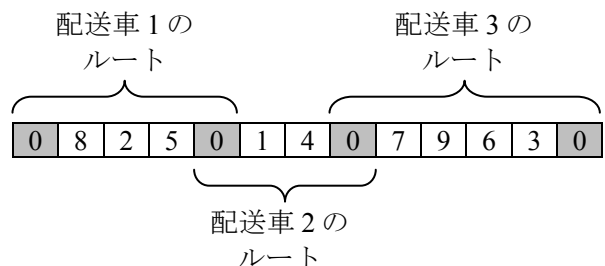 配送車 1 の
ルート
配送車 3 の
ルート
0 8 2 5 0 1 4 0 7 9 6 3 0
配送車 2 の
ルート